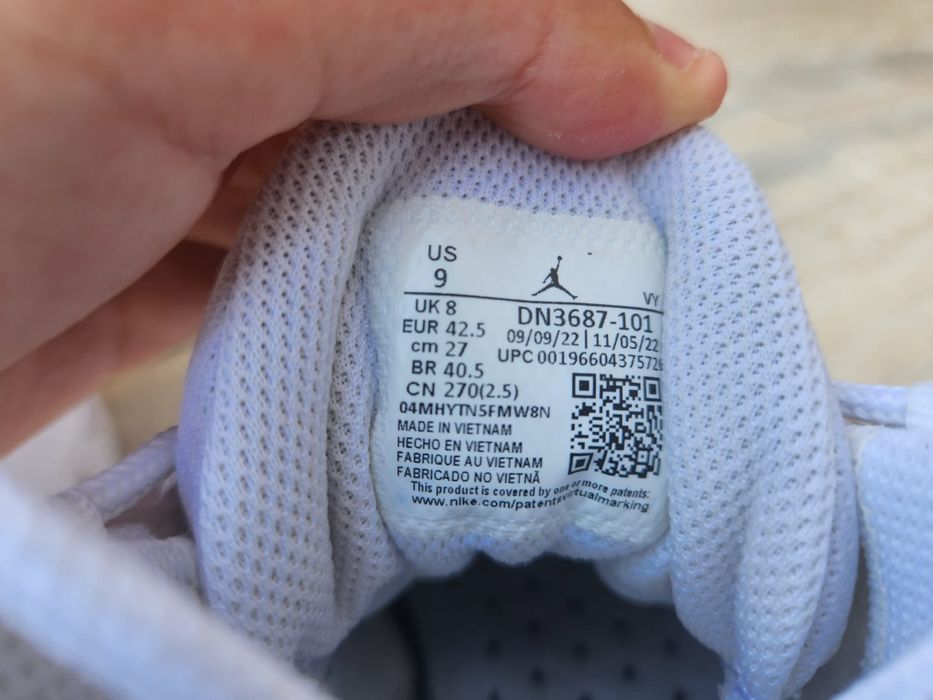 US
9
VY
UK 8
EUR 42.5
cm 27
BR 40.5
CN 270(2.5)
DN3687-101
09/09/22 | 11/05/22
UPC 00196604375726
04MHYTN5FMW8N
MADE IN VIETNAM
HECHO EN VIETNAM
FABRIQUE AU VIETNAM
FABRICADO NO VIETNÃ
This product is covered by one or more patents:
www.nike.com/patentsvirtualmarking